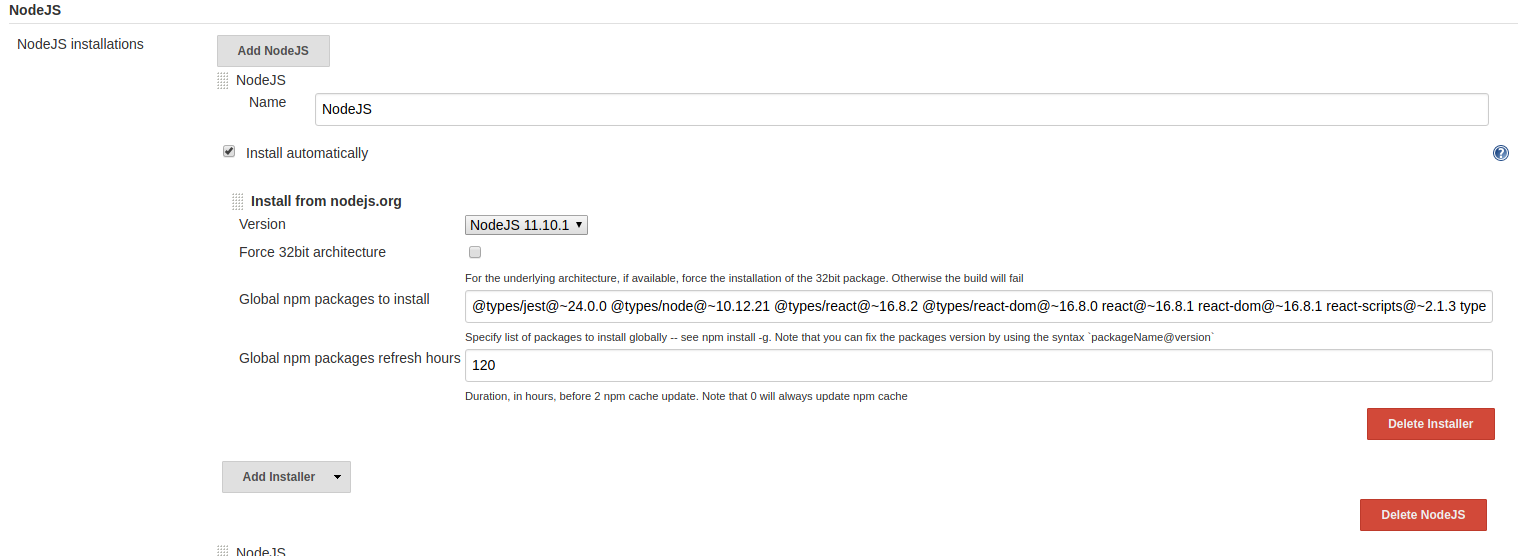 NodeJS
NodeJS installations
Add NodeJS
NodeJS
Name
NodeJS
Install automatically
?
Install from nodejs.org
Version
NodeJS 11.10.1
Force 32bit architecture
For the underlying architecture, if available, force the installation of the 32bit package. Otherwise the build will fail
Global npm packages to install
@types/jest@~24.0.0 @types/node@~10.12.21 @types/react@~16.8.2 @types/react-dom@~16.8.0 react@~16.8.1 react-dom@~16.8.1 react-scripts@~2.1.3 type
Specify list of packages to install globally -- see npm install -g. Note that you can fix the packages version by using the syntax `packageName@version`
Global npm packages refresh hours
120
Duration, in hours, before 2 npm cache update. Note that 0 will always update npm cache
Delete Installer
Add Installer
Delete NodeJS
NodeJS